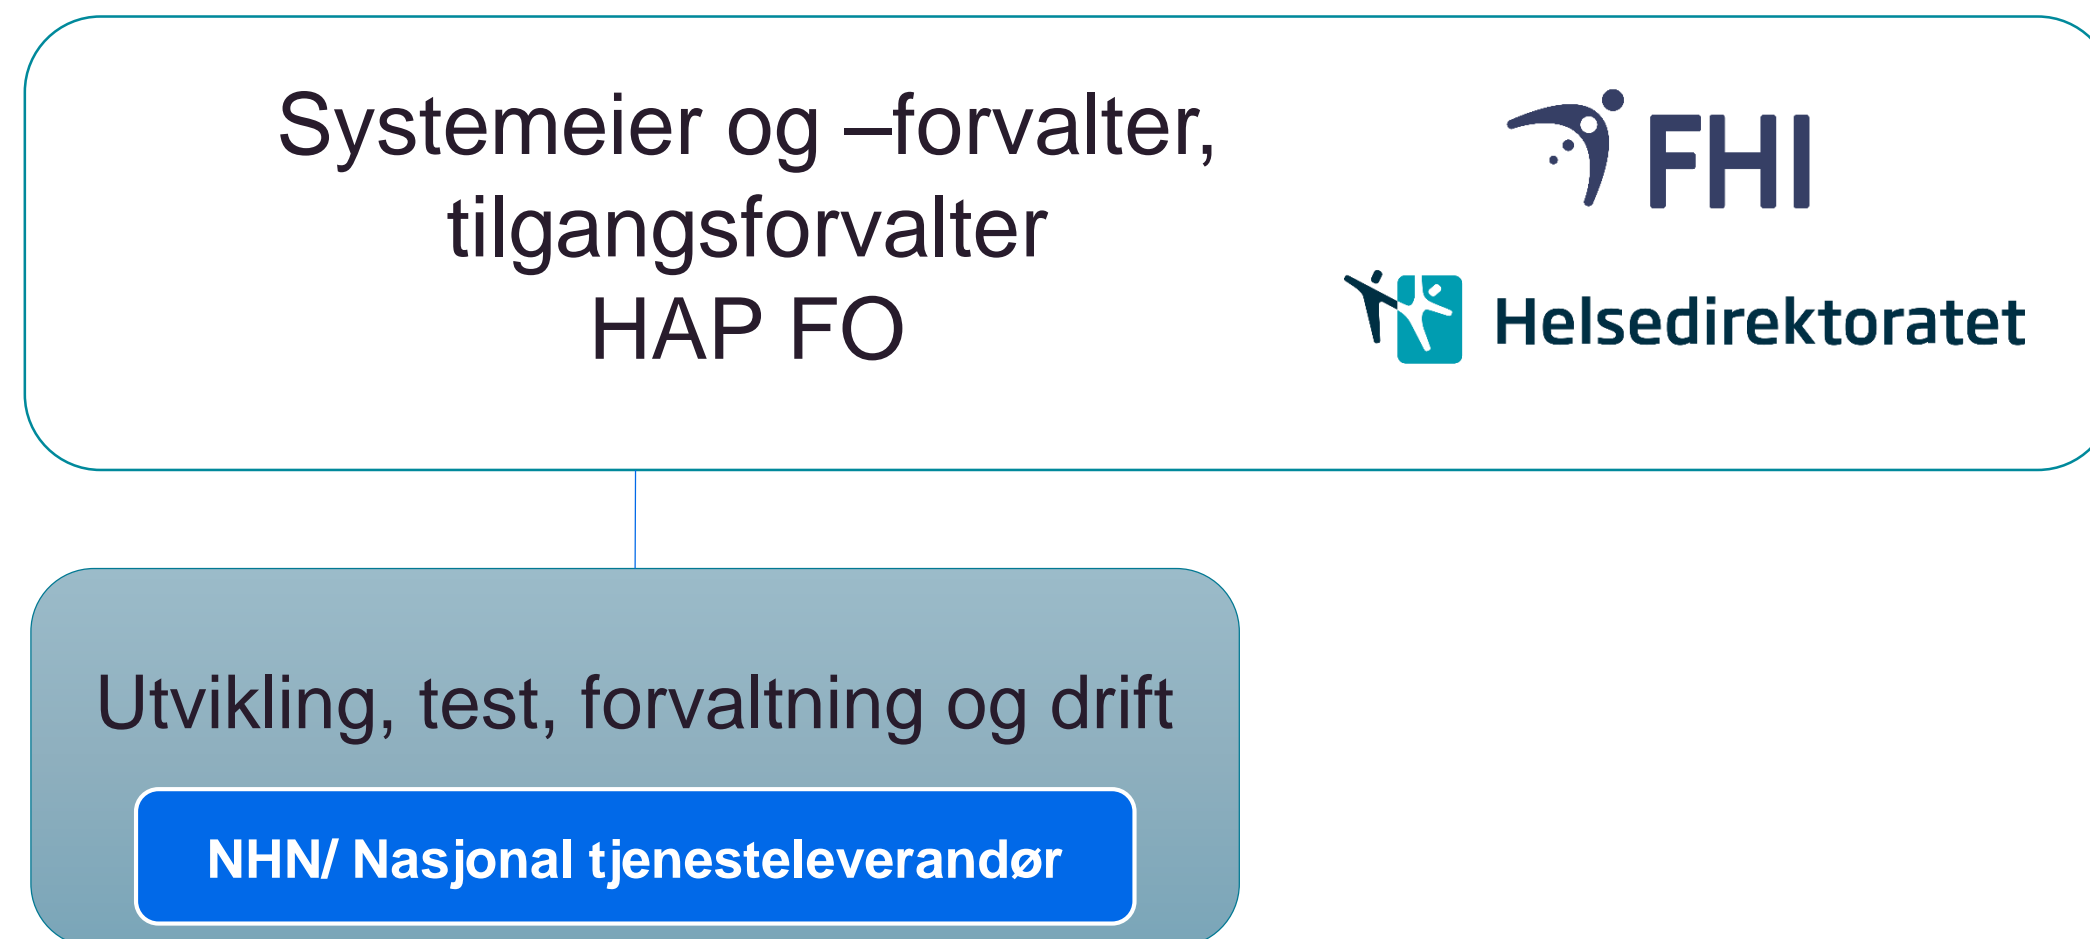 Systemeier og –forvalter,
tilgangsforvalter
HAP FO
FHI
Helsedirektoratet
Utvikling, test, forvaltning og drift
NHN/ Nasjonal tjenesteleverandør